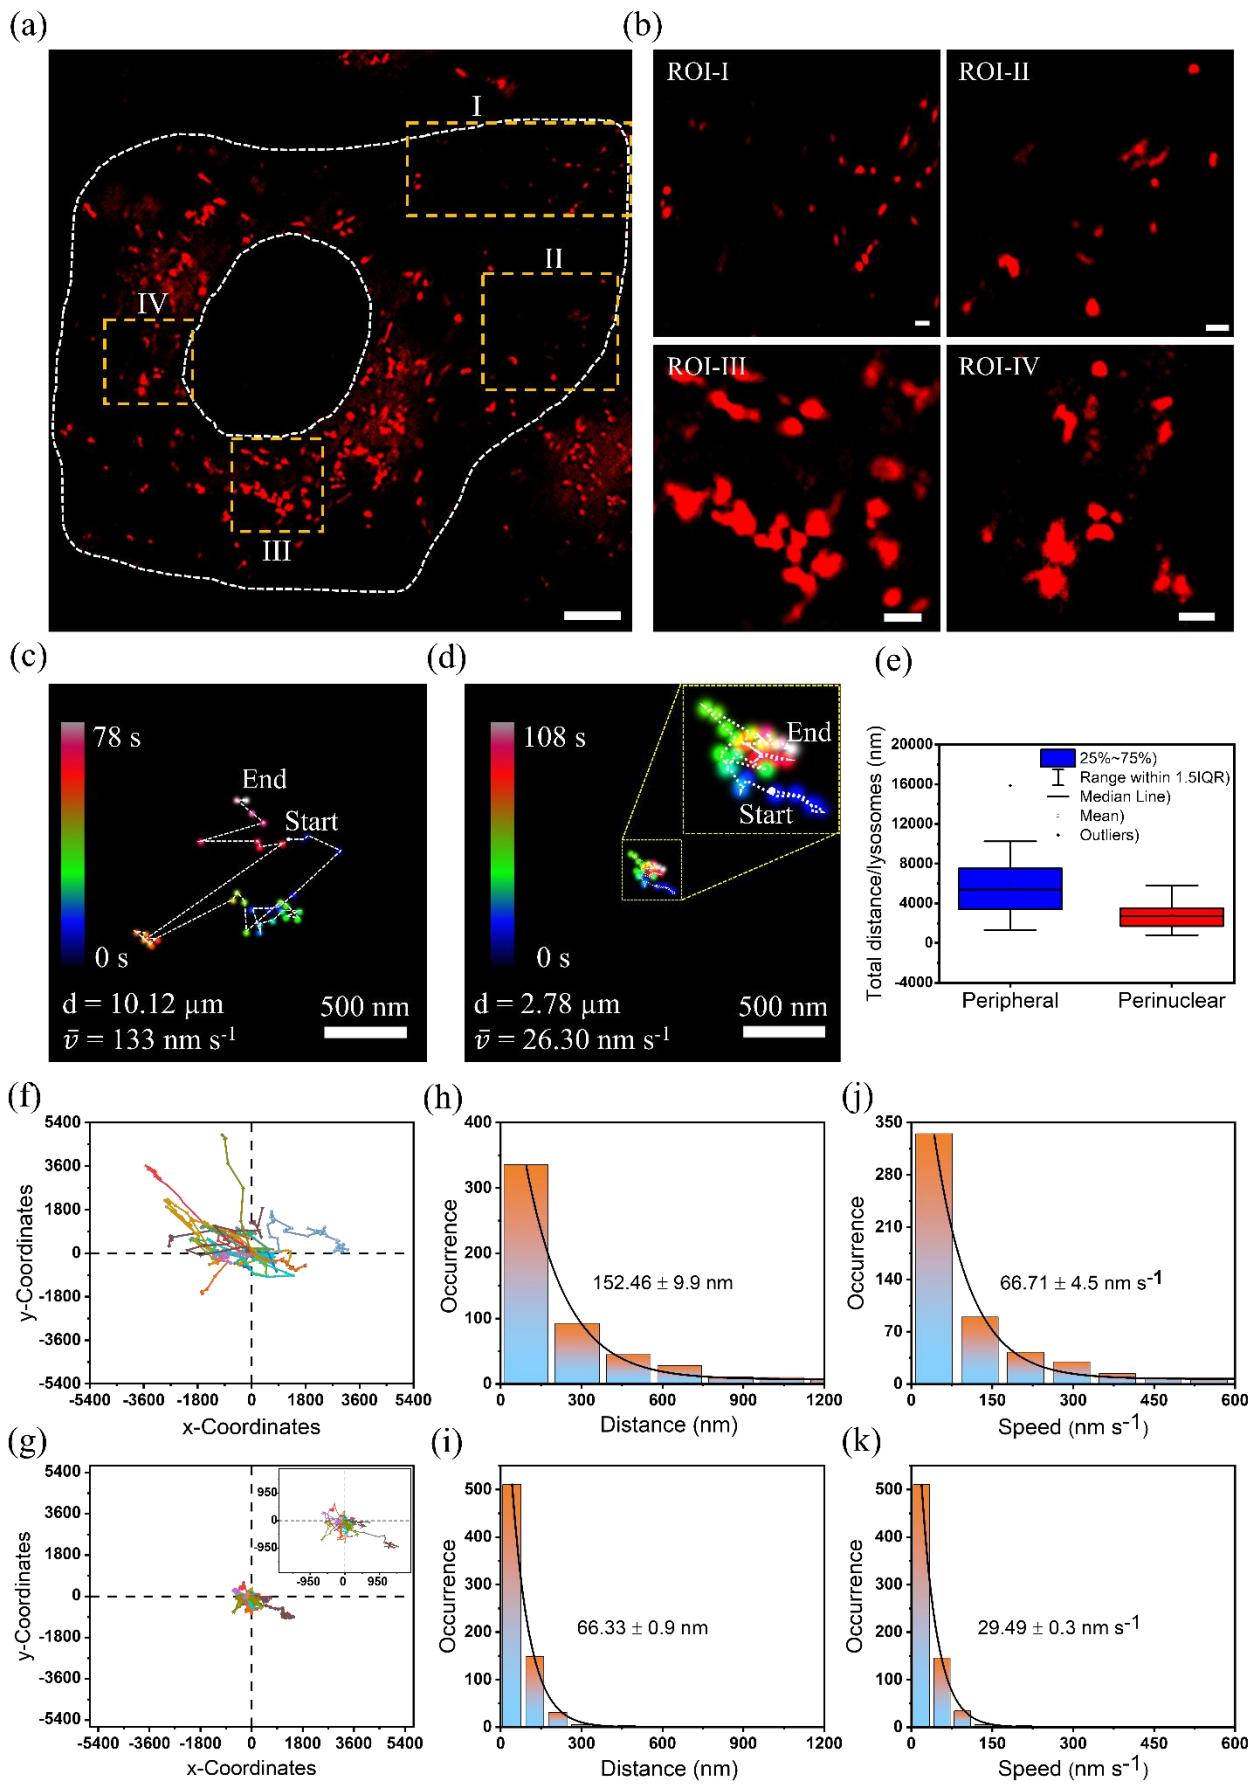 (a)
I
II
III
IV
(b)
ROI-I
ROI-II
ROI-III
ROI-IV
(c)
78 s
0 s
End
Start
d = 10.12 µm
v̄ = 133 nm s⁻¹
500 nm
(d)
108 s
0 s
End
Start
d = 2.78 µm
v̄ = 26.30 nm s⁻¹
500 nm
(e)
Total distance/lysosomes (nm)
20000
16000
12000
8000
4000
0
-4000
25%~75%)
Range within 1.5IQR)
Median Line)
Mean)
Outliers)
Peripheral Perinuclear
(f)
y-Coordinates
5400
3600
1800
0
-1800
-3600
-5400
-5400 -3600 -1800 0 1800 3600 5400
x-Coordinates
(h)
Occurrence
400
300
200
100
0
152.46 ± 9.9 nm
0 300 600 900 1200
Distance (nm)
(j)
Occurrence
350
280
210
140
70
0
66.71 ± 4.5 nm s⁻¹
0 150 300 450 600
Speed (nm s⁻¹)
(g)
y-Coordinates
5400
3600
1800
0
-1800
-3600
-5400
950
0
-950
-950 0 950
-5400 -3600 -1800 0 1800 3600 5400
x-Coordinates
(i)
Occurrence
500
400
300
200
100
0
66.33 ± 0.9 nm
0 300 600 900 1200
Distance (nm)
(k)
Occurrence
500
400
300
200
100
0
29.49 ± 0.3 nm s⁻¹
0 150 300 450 600
Speed (nm s⁻¹)